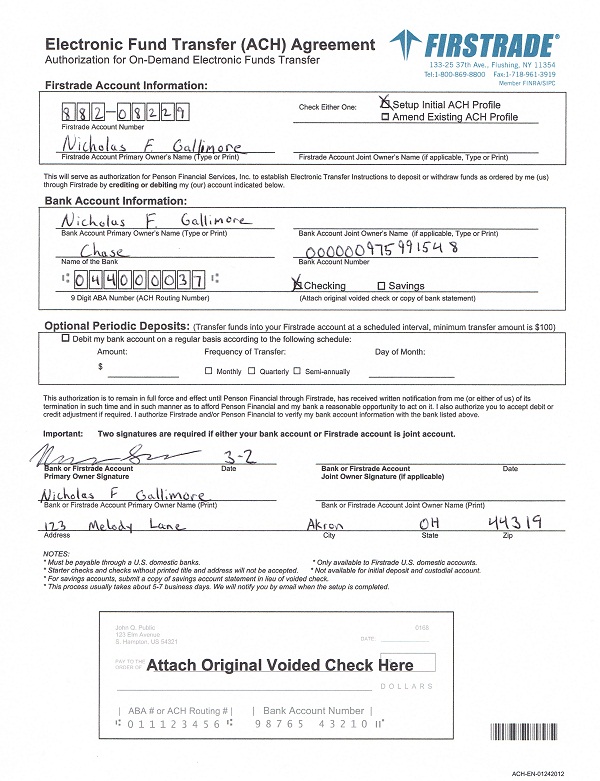 Electronic Fund Transfer (ACH) Agreement
Authorization for On-Demand Electronic Funds Transfer
FIRSTRADE®
133-25 37th Ave., Flushing, NY 11354
Tel:1-800-869-8800 Fax:1-718-961-3919
Member FINRA/SIPC
Firstrade Account Information:
882-08229
Firstrade Account Number
Check Either One:
Setup Initial ACH Profile
Amend Existing ACH Profile
Nicholas F. Gallimore
Firstrade Account Primary Owner's Name (Type or Print)
Firstrade Account Joint Owner's Name (if applicable, Type or Print)
This will serve as authorization for Penson Financial Services, Inc. to establish Electronic Transfer Instructions to deposit or withdraw funds as ordered by me (us)
through Firstrade by crediting or debiting my (our) account indicated below.
Bank Account Information:
Nicholas F. Gallimore
Bank Account Primary Owner's Name (Type or Print)
Bank Account Joint Owner's Name (if applicable, Type or Print)
Chase
Name of the Bank
000000975991548
Bank Account Number
044000037
9 Digit ABA Number (ACH Routing Number)
Checking Savings
(Attach original voided check or copy of bank statement)
Optional Periodic Deposits: (Transfer funds into your Firstrade account at a scheduled interval, minimum transfer amount is $100)
Debit my bank account on a regular basis according to the following schedule:
Amount: Frequency of Transfer: Day of Month:
$ Monthly Quarterly Semi-annually
This authorization is to remain in full force and effect until Penson Financial through Firstrade, has received written notification from me (or either of us) of its
termination in such time and in such manner as to afford Penson Financial and my bank a reasonable opportunity to act on it. I also authorize you to accept debit or
credit adjustment if required. I authorize Firstrade and/or Penson Financial to verify my bank account information with the bank listed above.
Important: Two signatures are required if either your bank account or Firstrade account is joint account.
3-2
Bank or Firstrade Account Date
Primary Owner Signature
Bank or Firstrade Account Date
Joint Owner Signature (if applicable)
Nicholas F Gallimore
Bank or Firstrade Account Primary Owner Name (Print)
Bank or Firstrade Account Joint Owner Name (Print)
123 Melody Lane Akron OH 44319
Address City State Zip
NOTES:
* Must be payable through a U.S. domestic banks.
* Only available to Firstrade U.S. domestic accounts.
* Starter checks and checks without printed title and address will not be accepted.
* Not available for initial deposit and custodial account.
* For savings accounts, submit a copy of savings account statement in lieu of voided check.
* This process usually takes about 5-7 business days. We will notify you by email when the setup is completed.
John Q. Public 0168
123 Elm Avenue
S. Hampton, US 54321
DATE:
PAY TO THE
ORDER OF
Attach Original Voided Check Here
DOLLARS
| ABA # or ACH Routing # | | Bank Account Number |
⑆011123456⑆ 98765 43210⑈
ACH-EN-01242012